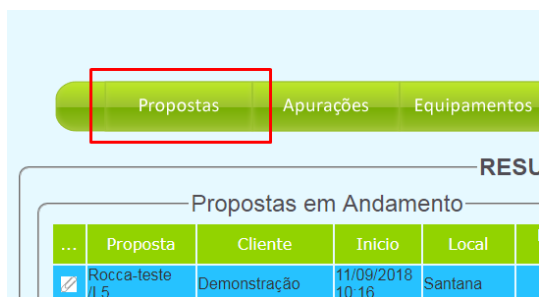 Propostas Apurações Equipamentos
RESU
Propostas em Andamento
... Proposta Cliente Inicio Local
Rocca-teste Demonstração 11/09/2018 Santana
/L5 10:16